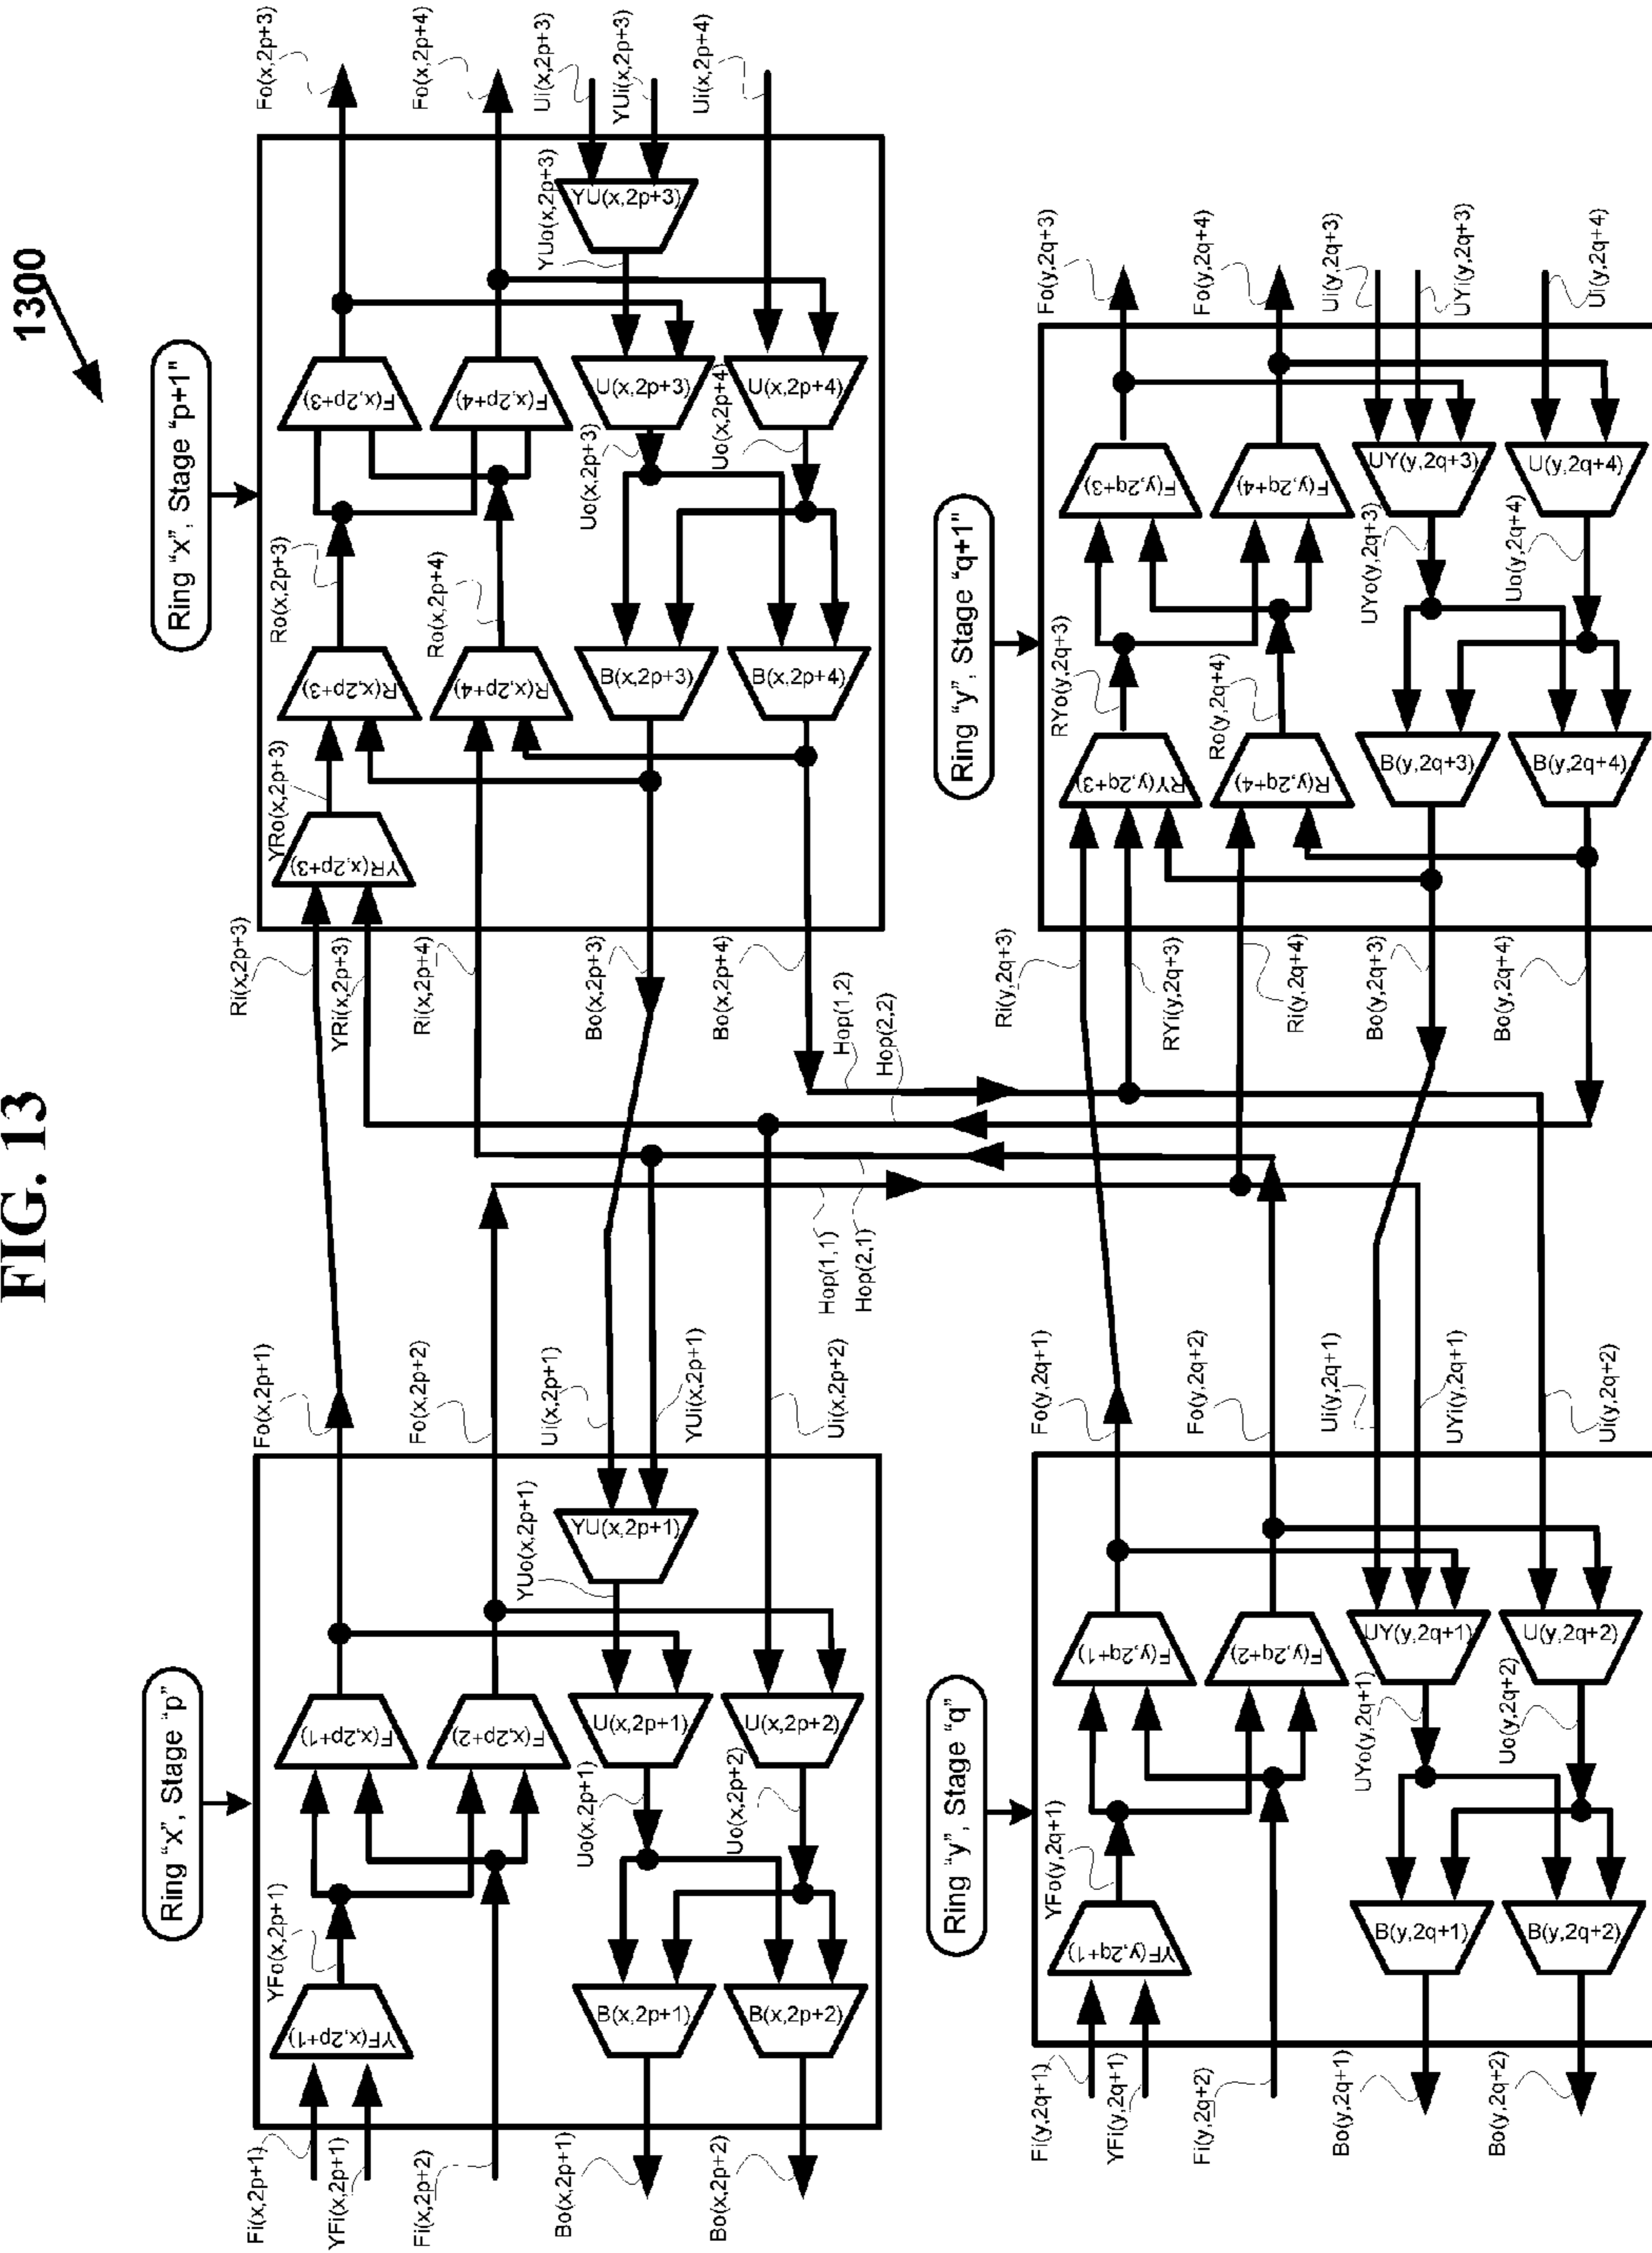 FIG. 13
1300
Ring "x", Stage "p"
Fi(x,2p+1)
YFi(x,2p+1)
Fi(x,2p+2)
Bo(x,2p+1)
Bo(x,2p+2)
YF(x,2p+1)
YFo(x,2p+1)
F(x,2p+1)
F(x,2p+2)
YU(x,2p+1)
YUo(x,2p+1)
U(x,2p+1)
U(x,2p+2)
Uo(x,2p+1)
Uo(x,2p+2)
B(x,2p+1)
B(x,2p+2)
Fo(x,2p+1)
Fo(x,2p+2)
Ui(x,2p+1)
YUi(x,2p+1)
Ui(x,2p+2)
Ring "x", Stage "p+1"
Ri(x,2p+3)
YRi(x,2p+3)
Ri(x,2p+4)
Bo(x,2p+3)
Bo(x,2p+4)
YR(x,2p+3)
YRo(x,2p+3)
R(x,2p+3)
R(x,2p+4)
Ro(x,2p+3)
Ro(x,2p+4)
F(x,2p+3)
F(x,2p+4)
YU(x,2p+3)
YUo(x,2p+3)
U(x,2p+3)
U(x,2p+4)
Uo(x,2p+3)
Uo(x,2p+4)
B(x,2p+3)
B(x,2p+4)
Fo(x,2p+3)
Fo(x,2p+4)
Ui(x,2p+3)
YUi(x,2p+3)
Ui(x,2p+4)
Hop(1,1)
Hop(2,1)
Hop(1,2)
Hop(2,2)
Ring "y", Stage "q"
Fi(y,2q+1)
YFi(y,2q+1)
Fi(y,2q+2)
Bo(y,2q+1)
Bo(y,2q+2)
YF(y,2q+1)
YFo(y,2q+1)
F(y,2q+1)
F(y,2q+2)
UY(y,2q+1)
U(y,2q+2)
UYo(y,2q+1)
Uo(y,2q+2)
B(y,2q+1)
B(y,2q+2)
Fo(y,2q+1)
Fo(y,2q+2)
Ui(y,2q+1)
UYi(y,2q+1)
Ui(y,2q+2)
Ring "y", Stage "q+1"
Ri(y,2q+3)
RYi(y,2q+3)
Ri(y,2q+4)
Bo(y,2q+3)
Bo(y,2q+4)
RY(y,2q+3)
R(y,2q+4)
RYo(y,2q+3)
Ro(y,2q+4)
F(y,2q+3)
F(y,2q+4)
UY(y,2q+3)
U(y,2q+4)
UYo(y,2q+3)
Uo(y,2q+4)
B(y,2q+3)
B(y,2q+4)
Fo(y,2q+3)
Fo(y,2q+4)
Ui(y,2q+3)
UYi(y,2q+3)
Ui(y,2q+4)